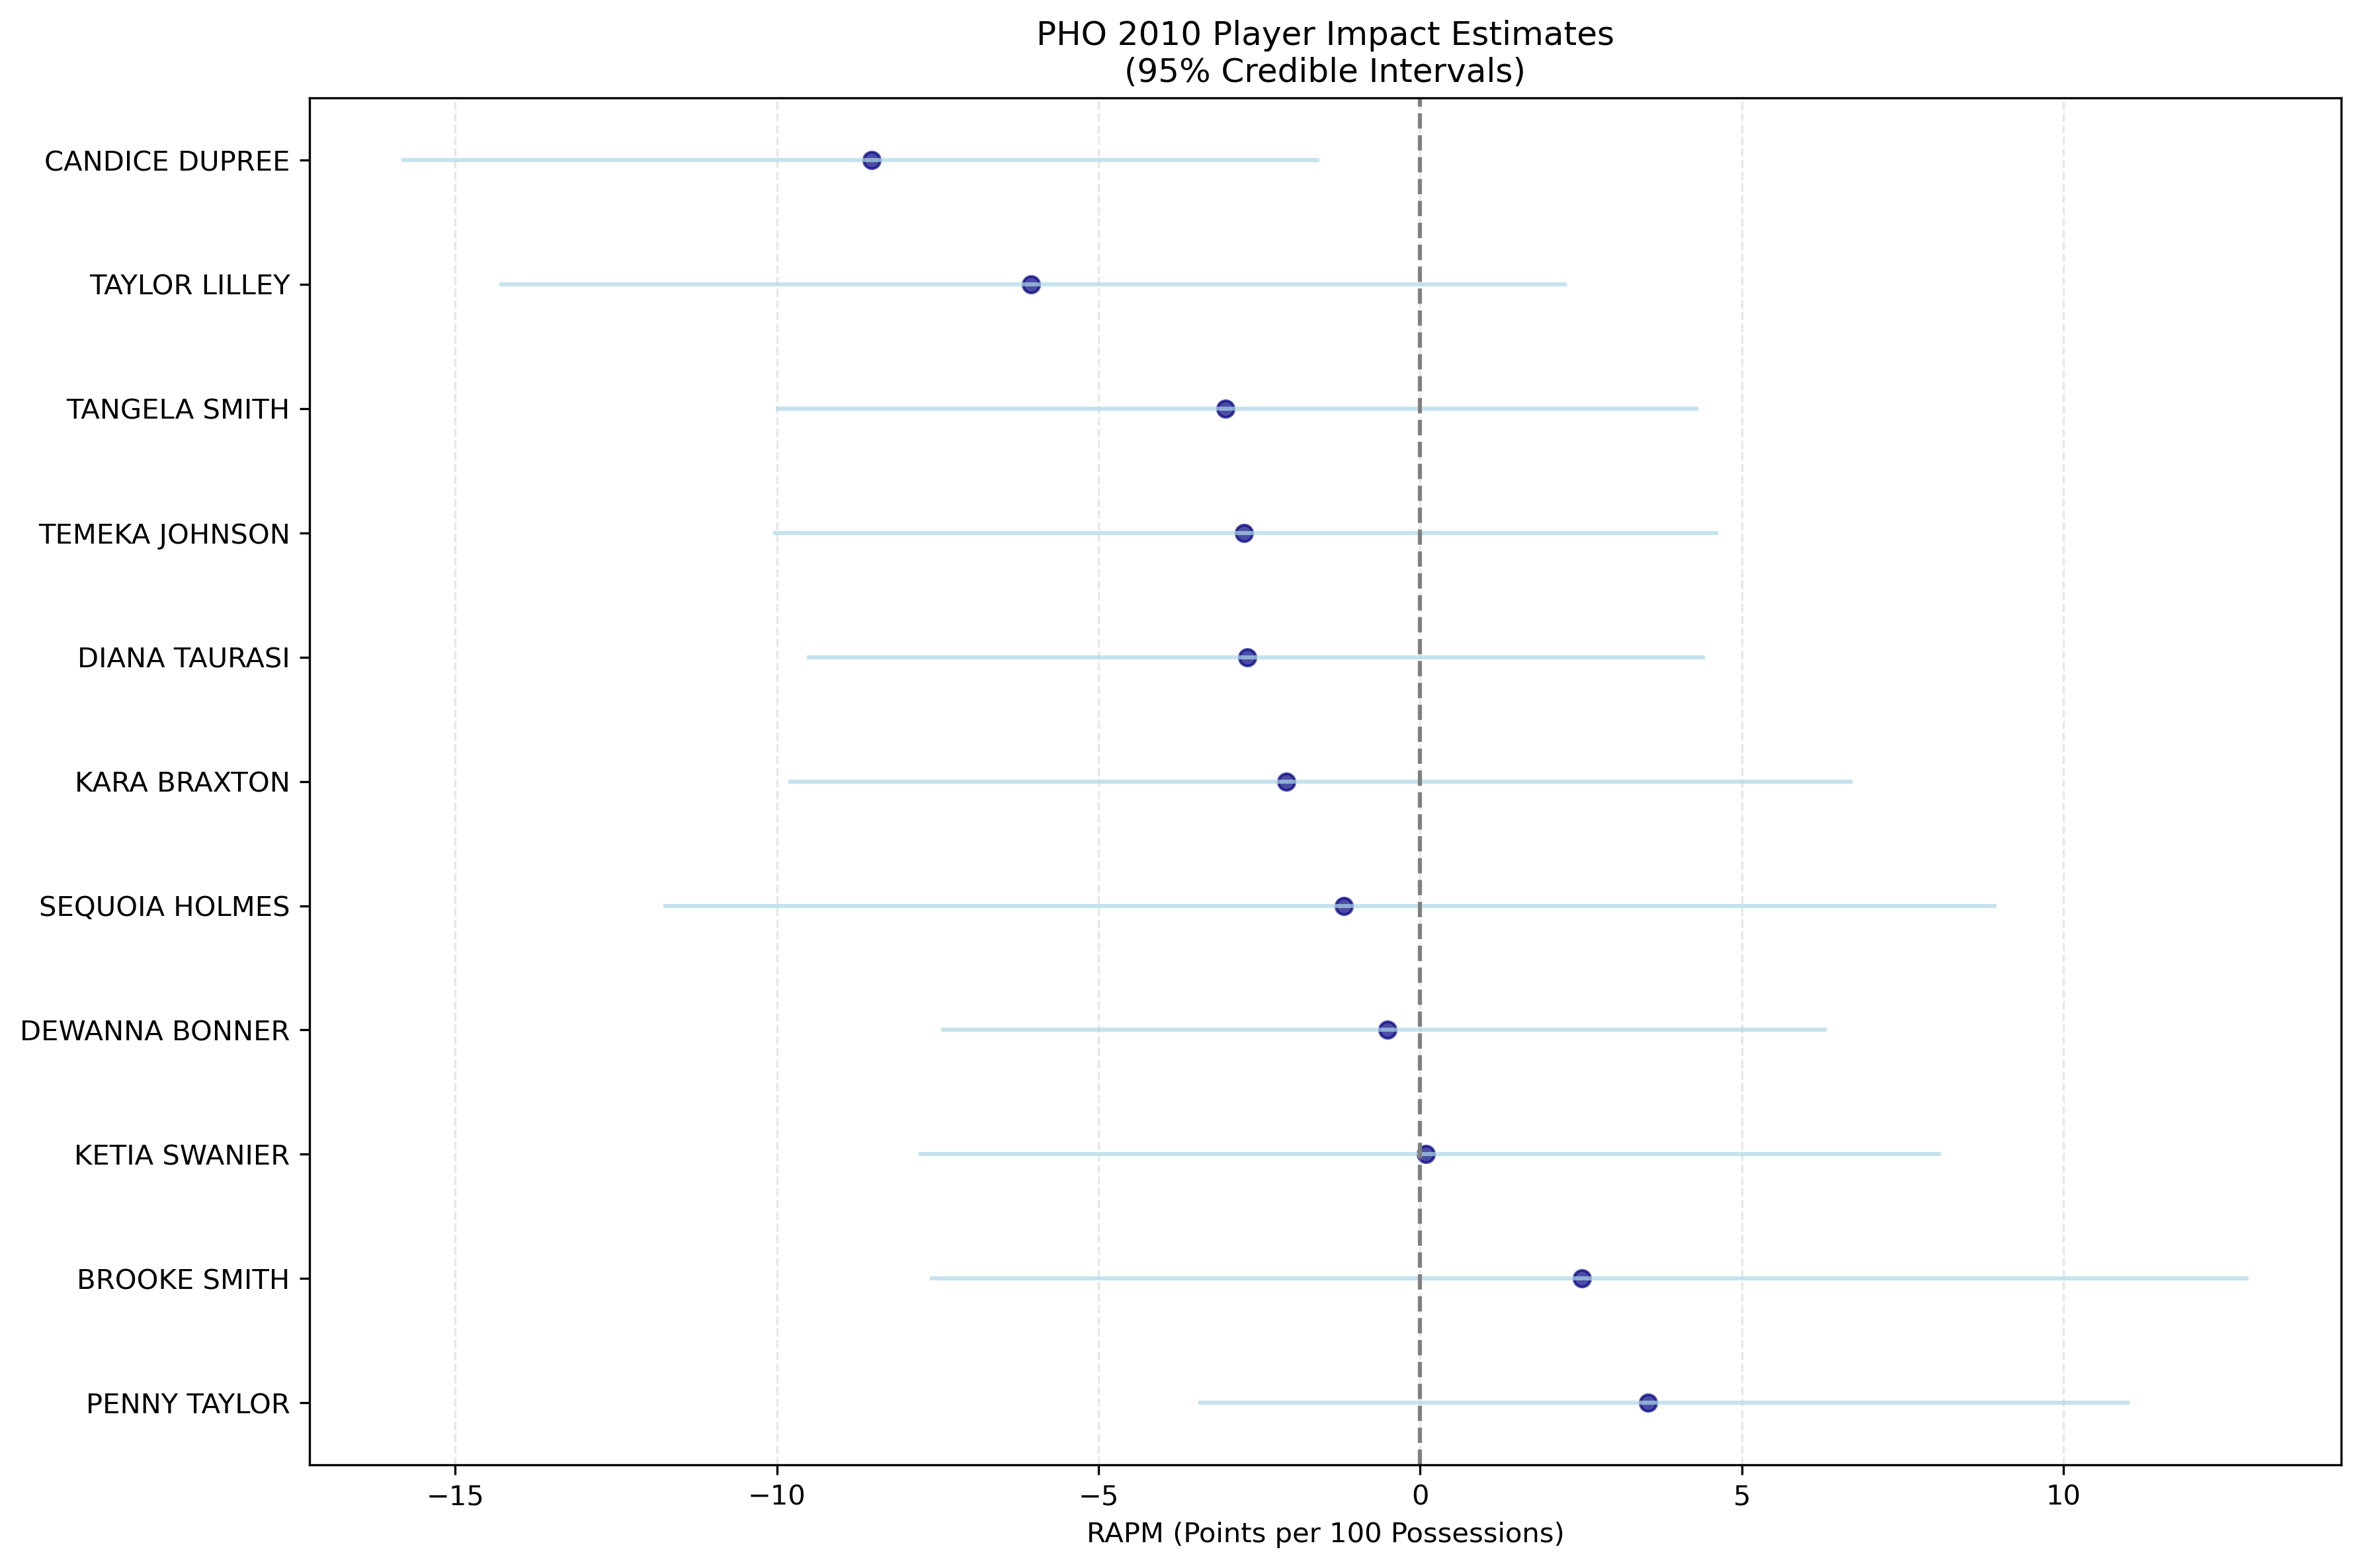 PHO 2010 Player Impact Estimates
(95% Credible Intervals)
CANDICE DUPREE
TAYLOR LILLEY
TANGELA SMITH
TEMEKA JOHNSON
DIANA TAURASI
KARA BRAXTON
SEQUOIA HOLMES
DEWANNA BONNER
KETIA SWANIER
BROOKE SMITH
PENNY TAYLOR
−15 −10 −5 0 5 10
RAPM (Points per 100 Possessions)